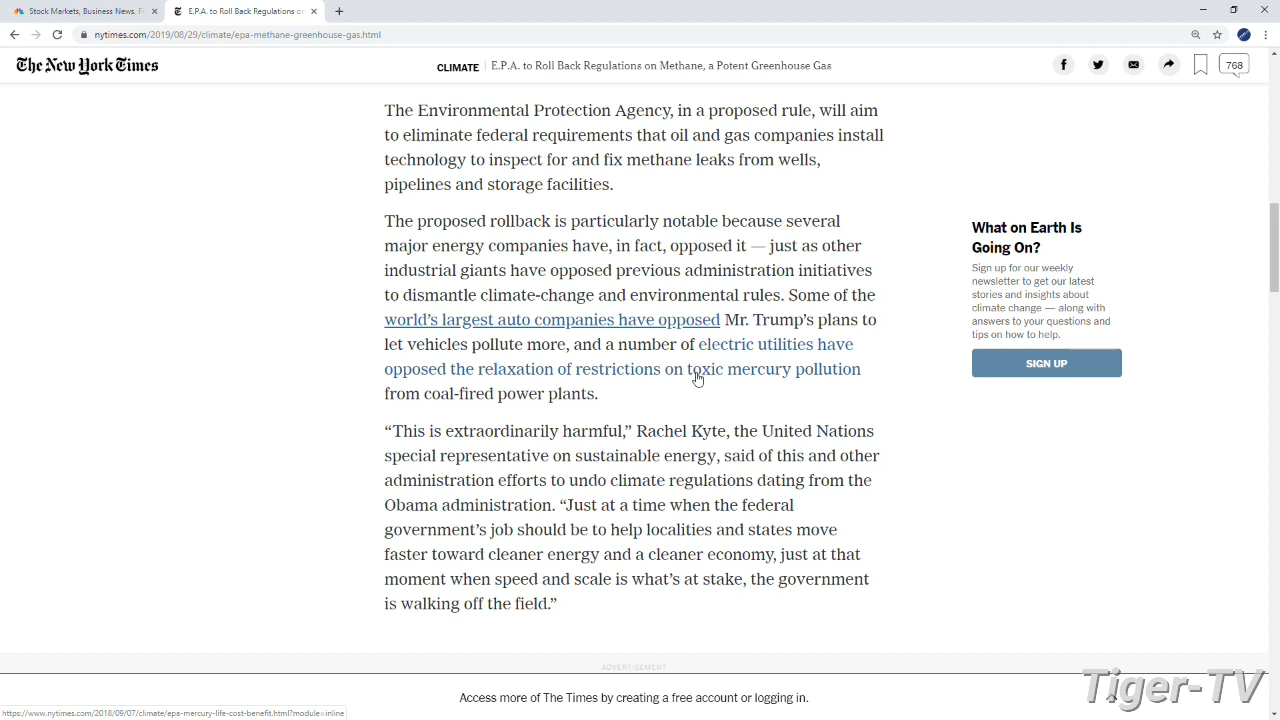 Stock Markets, Business News, Fi
E.P.A. to Roll Back Regulations on
nytimes.com/2019/08/29/climate/epa-methane-greenhouse-gas.html
The New York Times
CLIMATE | E.P.A. to Roll Back Regulations on Methane, a Potent Greenhouse Gas
768
The Environmental Protection Agency, in a proposed rule, will aim
to eliminate federal requirements that oil and gas companies install
technology to inspect for and fix methane leaks from wells,
pipelines and storage facilities.
The proposed rollback is particularly notable because several
major energy companies have, in fact, opposed it — just as other
industrial giants have opposed previous administration initiatives
to dismantle climate-change and environmental rules. Some of the
world’s largest auto companies have opposed Mr. Trump’s plans to
let vehicles pollute more, and a number of electric utilities have
opposed the relaxation of restrictions on toxic mercury pollution
from coal-fired power plants.
“This is extraordinarily harmful,” Rachel Kyte, the United Nations
special representative on sustainable energy, said of this and other
administration efforts to undo climate regulations dating from the
Obama administration. “Just at a time when the federal
government’s job should be to help localities and states move
faster toward cleaner energy and a cleaner economy, just at that
moment when speed and scale is what’s at stake, the government
is walking off the field.”
What on Earth Is
Going On?
Sign up for our weekly
newsletter to get our latest
stories and insights about
climate change — along with
answers to your questions and
tips on how to help.
SIGN UP
ADVERTISEMENT
Access more of The Times by creating a free account or logging in.
Tiger-TV
https://www.nytimes.com/2018/09/07/climate/epa-mercury-life-cost-benefit.html?module=inline